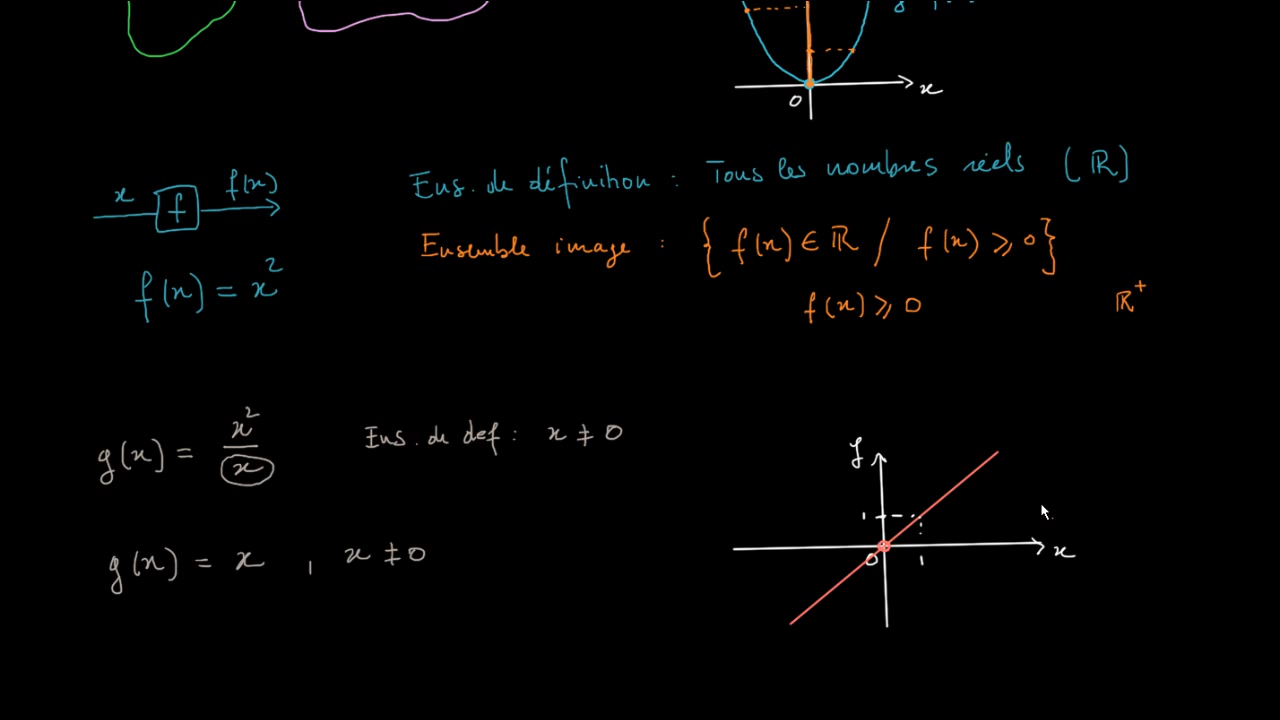 x
0
x f(x)
f
f(x) = x²
Ens. de définition : Tous les nombres réels (ℝ)
Ensemble image : { f(x) ∈ ℝ / f(x) ⩾ 0}
f(x) ⩾ 0 ℝ⁺
g(x) = x²/x
Ens. de def : x ≠ 0
g(x) = x , x ≠ 0
y
1
0 1 x